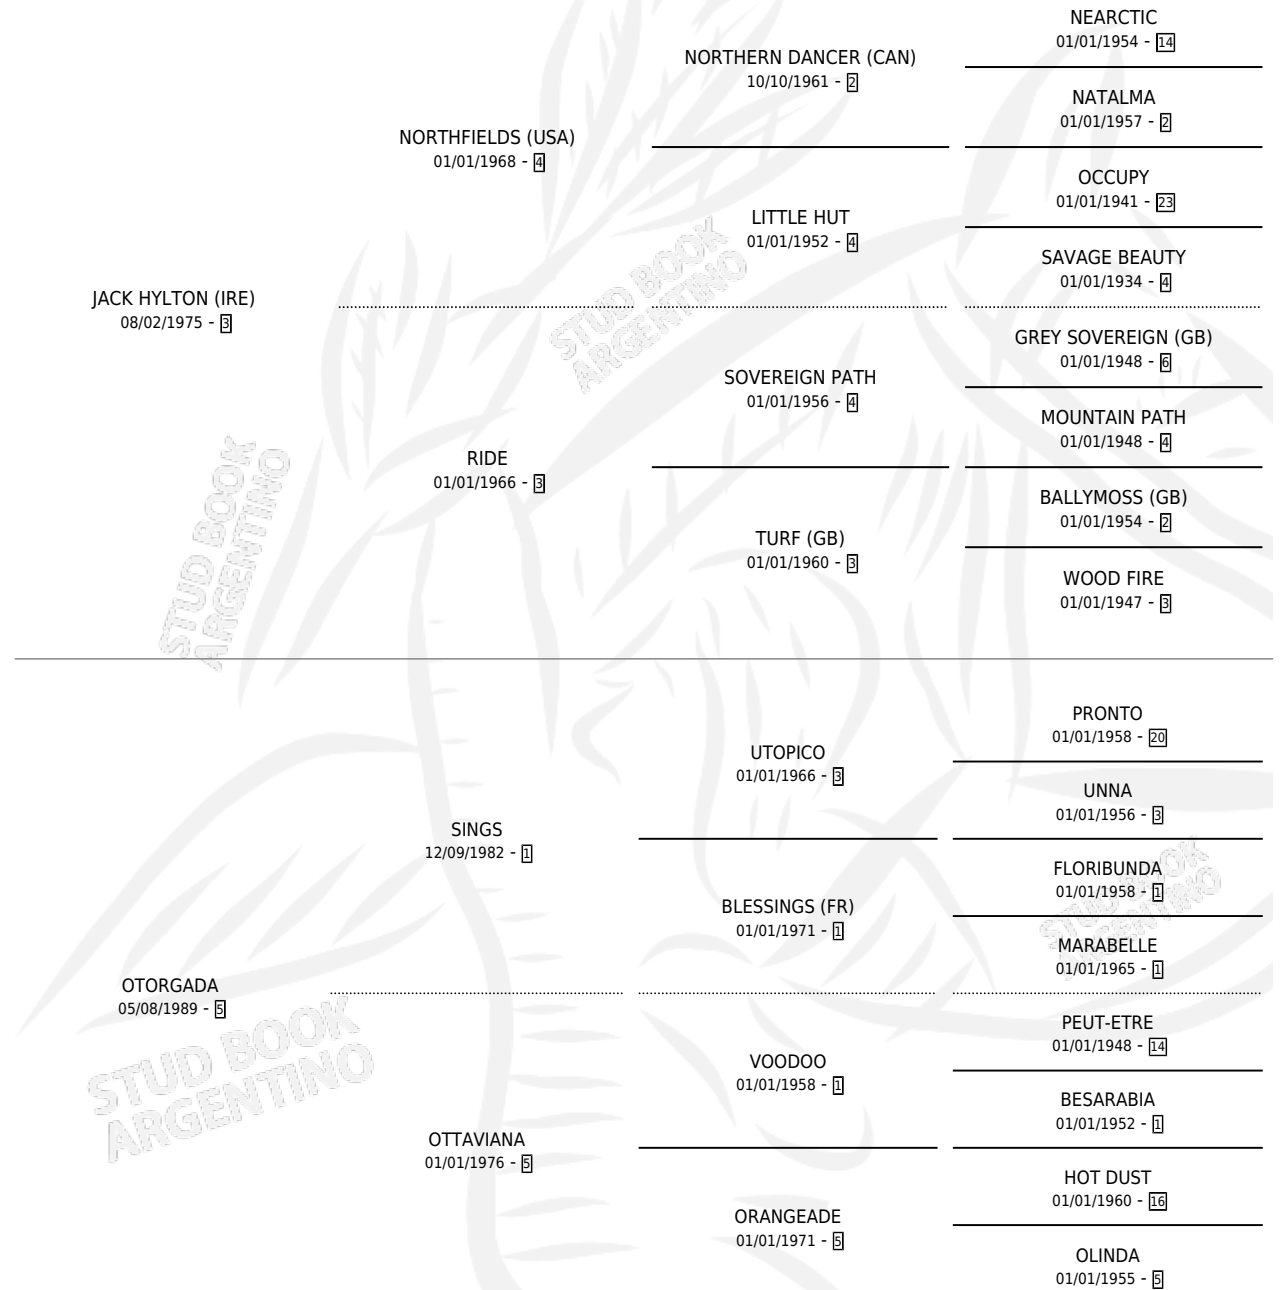 NEARCTIC
01/01/1954 - 14
NORTHERN DANCER (CAN)
10/10/1961 - 2
NATALMA
01/01/1957 - 2
NORTHFIELDS (USA)
01/01/1968 - 4
OCCUPY
01/01/1941 - 23
LITTLE HUT
01/01/1952 - 4
SAVAGE BEAUTY
01/01/1934 - 4
JACK HYLTON (IRE)
08/02/1975 - 3
GREY SOVEREIGN (GB)
01/01/1948 - 6
SOVEREIGN PATH
01/01/1956 - 4
MOUNTAIN PATH
01/01/1948 - 4
RIDE
01/01/1966 - 3
BALLYMOSS (GB)
01/01/1954 - 2
TURF (GB)
01/01/1960 - 3
WOOD FIRE
01/01/1947 - 3
PRONTO
01/01/1958 - 20
UTOPICO
01/01/1966 - 3
UNNA
01/01/1956 - 3
SINGS
12/09/1982 - 1
FLORIBUNDA
01/01/1958 - 1
BLESSINGS (FR)
01/01/1971 - 1
MARABELLE
01/01/1965 - 1
OTORGADA
05/08/1989 - 5
PEUT-ETRE
01/01/1948 - 14
VOODOO
01/01/1958 - 1
BESARABIA
01/01/1952 - 1
OTTAVIANA
01/01/1976 - 5
HOT DUST
01/01/1960 - 16
ORANGEADE
01/01/1971 - 5
OLINDA
01/01/1955 - 5
STUD BOOK
ARGENTINO
STUD BOOK
ARGENTINO
STUD BOOK
ARGENTINO
STUD BOOK
ARGENTINO